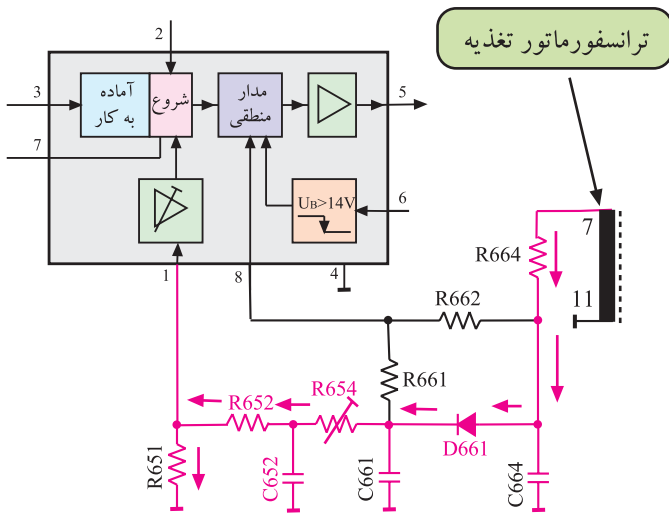 ترانسفورماتور تغذیه
2
3
آماده
به کار
شروع
مدار
منطقی
5
7
UB>14V
6
1
8
4
7
11
R664
R662
R661
R654
R652
D661
R651
C652
C661
C664